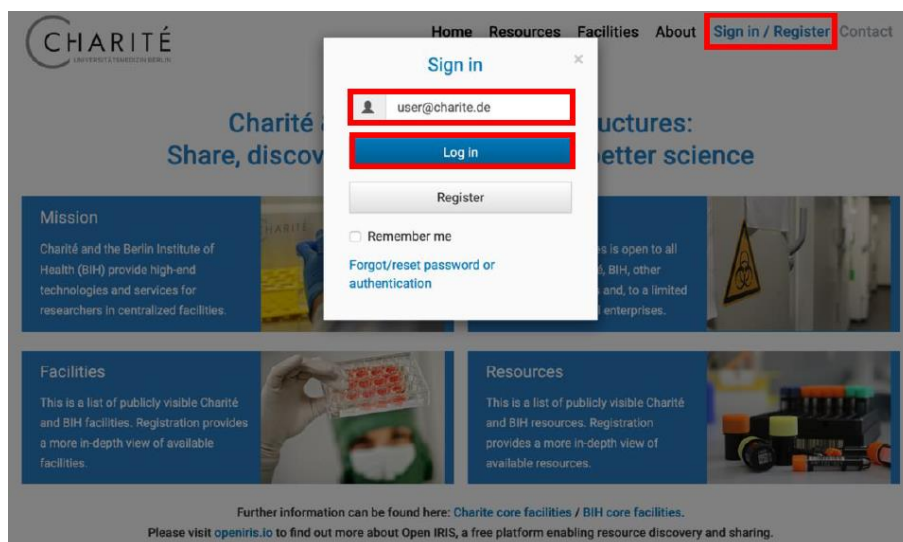 CHARITÉ
UNIVERSITÄTSMEDIZIN BERLIN
Home Resources Facilities About Sign in / Register Contact
Sign in
×
user@charite.de
Log in
Register
Remember me
Forgot/reset password or
authentication
Charité
uctures:
Share, discov
etter science
Mission
Charité and the Berlin Institute of
Health (BIH) provide high-end
technologies and services for
researchers in centralized facilities.
CHARITÉ
es is open to all
, BIH, other
and, to a limited
enterprises.
Facilities
This is a list of publicly visible Charité
and BIH facilities. Registration provides
a more in-depth view of available
facilities.
Resources
This is a list of publicly visible Charité
and BIH resources. Registration
provides a more in-depth view of
available resources.
Further information can be found here: Charite core facilities / BIH core facilities.
Please visit openiris.io to find out more about Open IRIS, a free platform enabling resource discovery and sharing.